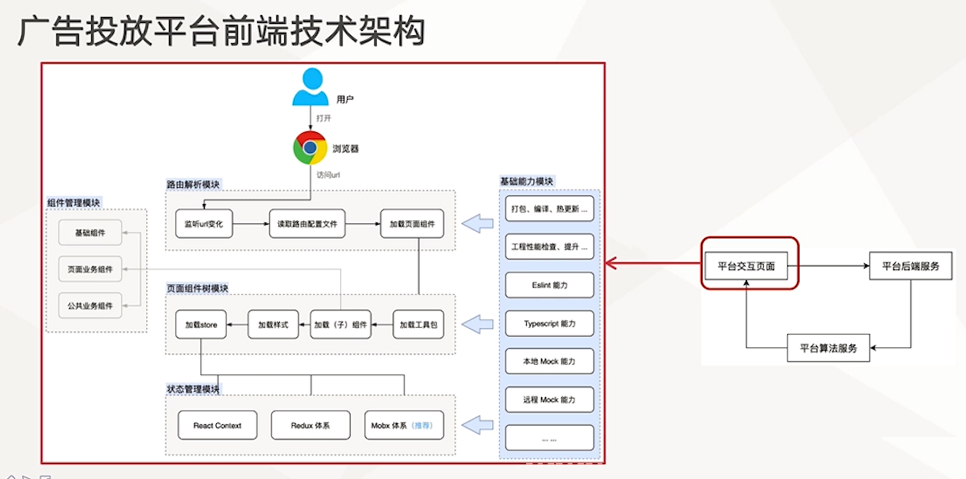 广告投放平台前端技术架构
用户
打开
浏览器
访问url
路由解析模块
监听url变化
读取路由配置文件
加载页面组件
组件管理模块
基础组件
页面业务组件
公共业务组件
页面组件树模块
加载store
加载样式
加载（子）组件
加载工具包
状态管理模块
React Context
Redux 体系
Mobx 体系（推荐）
基础能力模块
打包、编译、热更新 ...
工程性能检查、提升 ...
Eslint 能力
Typescript 能力
本地 Mock 能力
远程 Mock 能力
... ...
平台交互页面
平台后端服务
平台算法服务